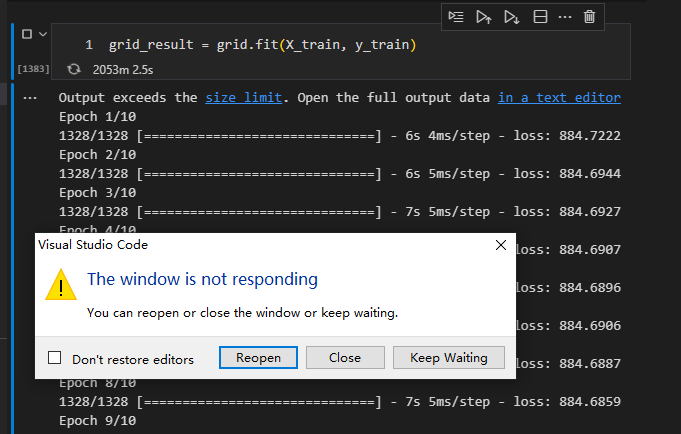 1 grid_result = grid.fit(X_train, y_train)
[1383] 2053m 2.5s
Output exceeds the size limit. Open the full output data in a text editor
Epoch 1/10
1328/1328 [==============================] - 6s 4ms/step - loss: 884.7222
Epoch 2/10
1328/1328 [==============================] - 6s 5ms/step - loss: 884.6944
Epoch 3/10
1328/1328 [==============================] - 7s 5ms/step - loss: 884.6927
Epoch 4/10
loss: 884.6907
Visual Studio Code
The window is not responding
loss: 884.6896
You can reopen or close the window or keep waiting.
loss: 884.6906
Don't restore editors
Reopen
Close
Keep Waiting
loss: 884.6887
Epoch 8/10
1328/1328 [==============================] - 7s 5ms/step - loss: 884.6859
Epoch 9/10